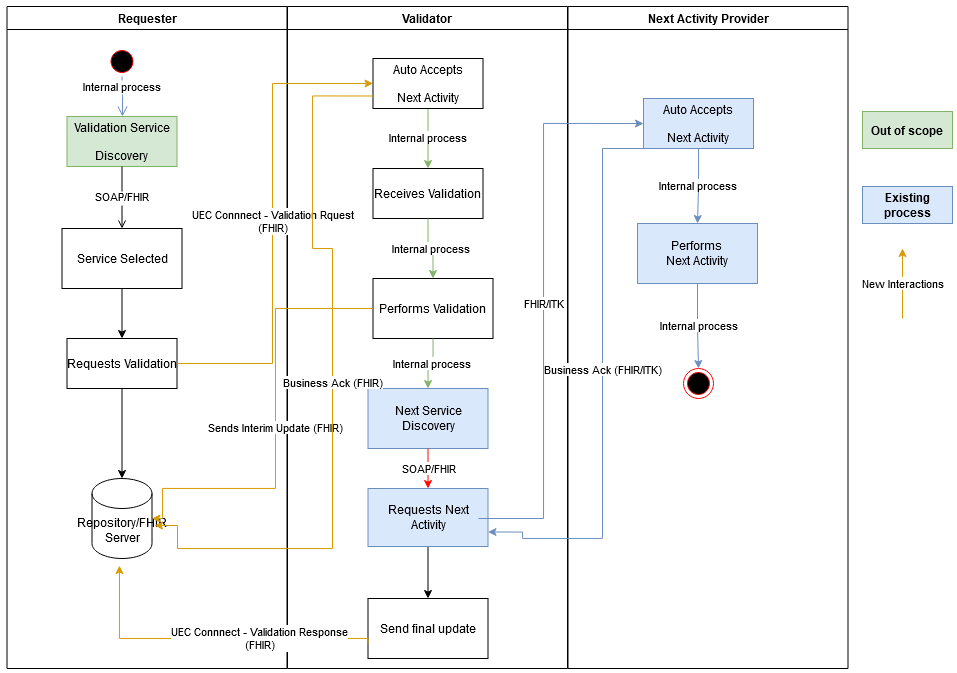 Requester
Validator
Next Activity Provider
Internal process
Validation Service
Discovery
SOAP/FHIR
Service Selected
Requests Validation
Repository/FHIR
Server
UEC Connnect - Validation Rquest
(FHIR)
Business Ack (FHIR)
Sends Interim Update (FHIR)
UEC Connnect - Validation Response
(FHIR)
Auto Accepts
Next Activity
Internal process
Receives Validation
Internal process
Performs Validation
Internal process
Next Service
Discovery
SOAP/FHIR
Requests Next
Activity
Send final update
FHIR/ITK
Business Ack (FHIR/ITK)
Auto Accepts
Next Activity
Internal process
Performs
Next Activity
Internal process
Out of scope
Existing
process
New Interactions